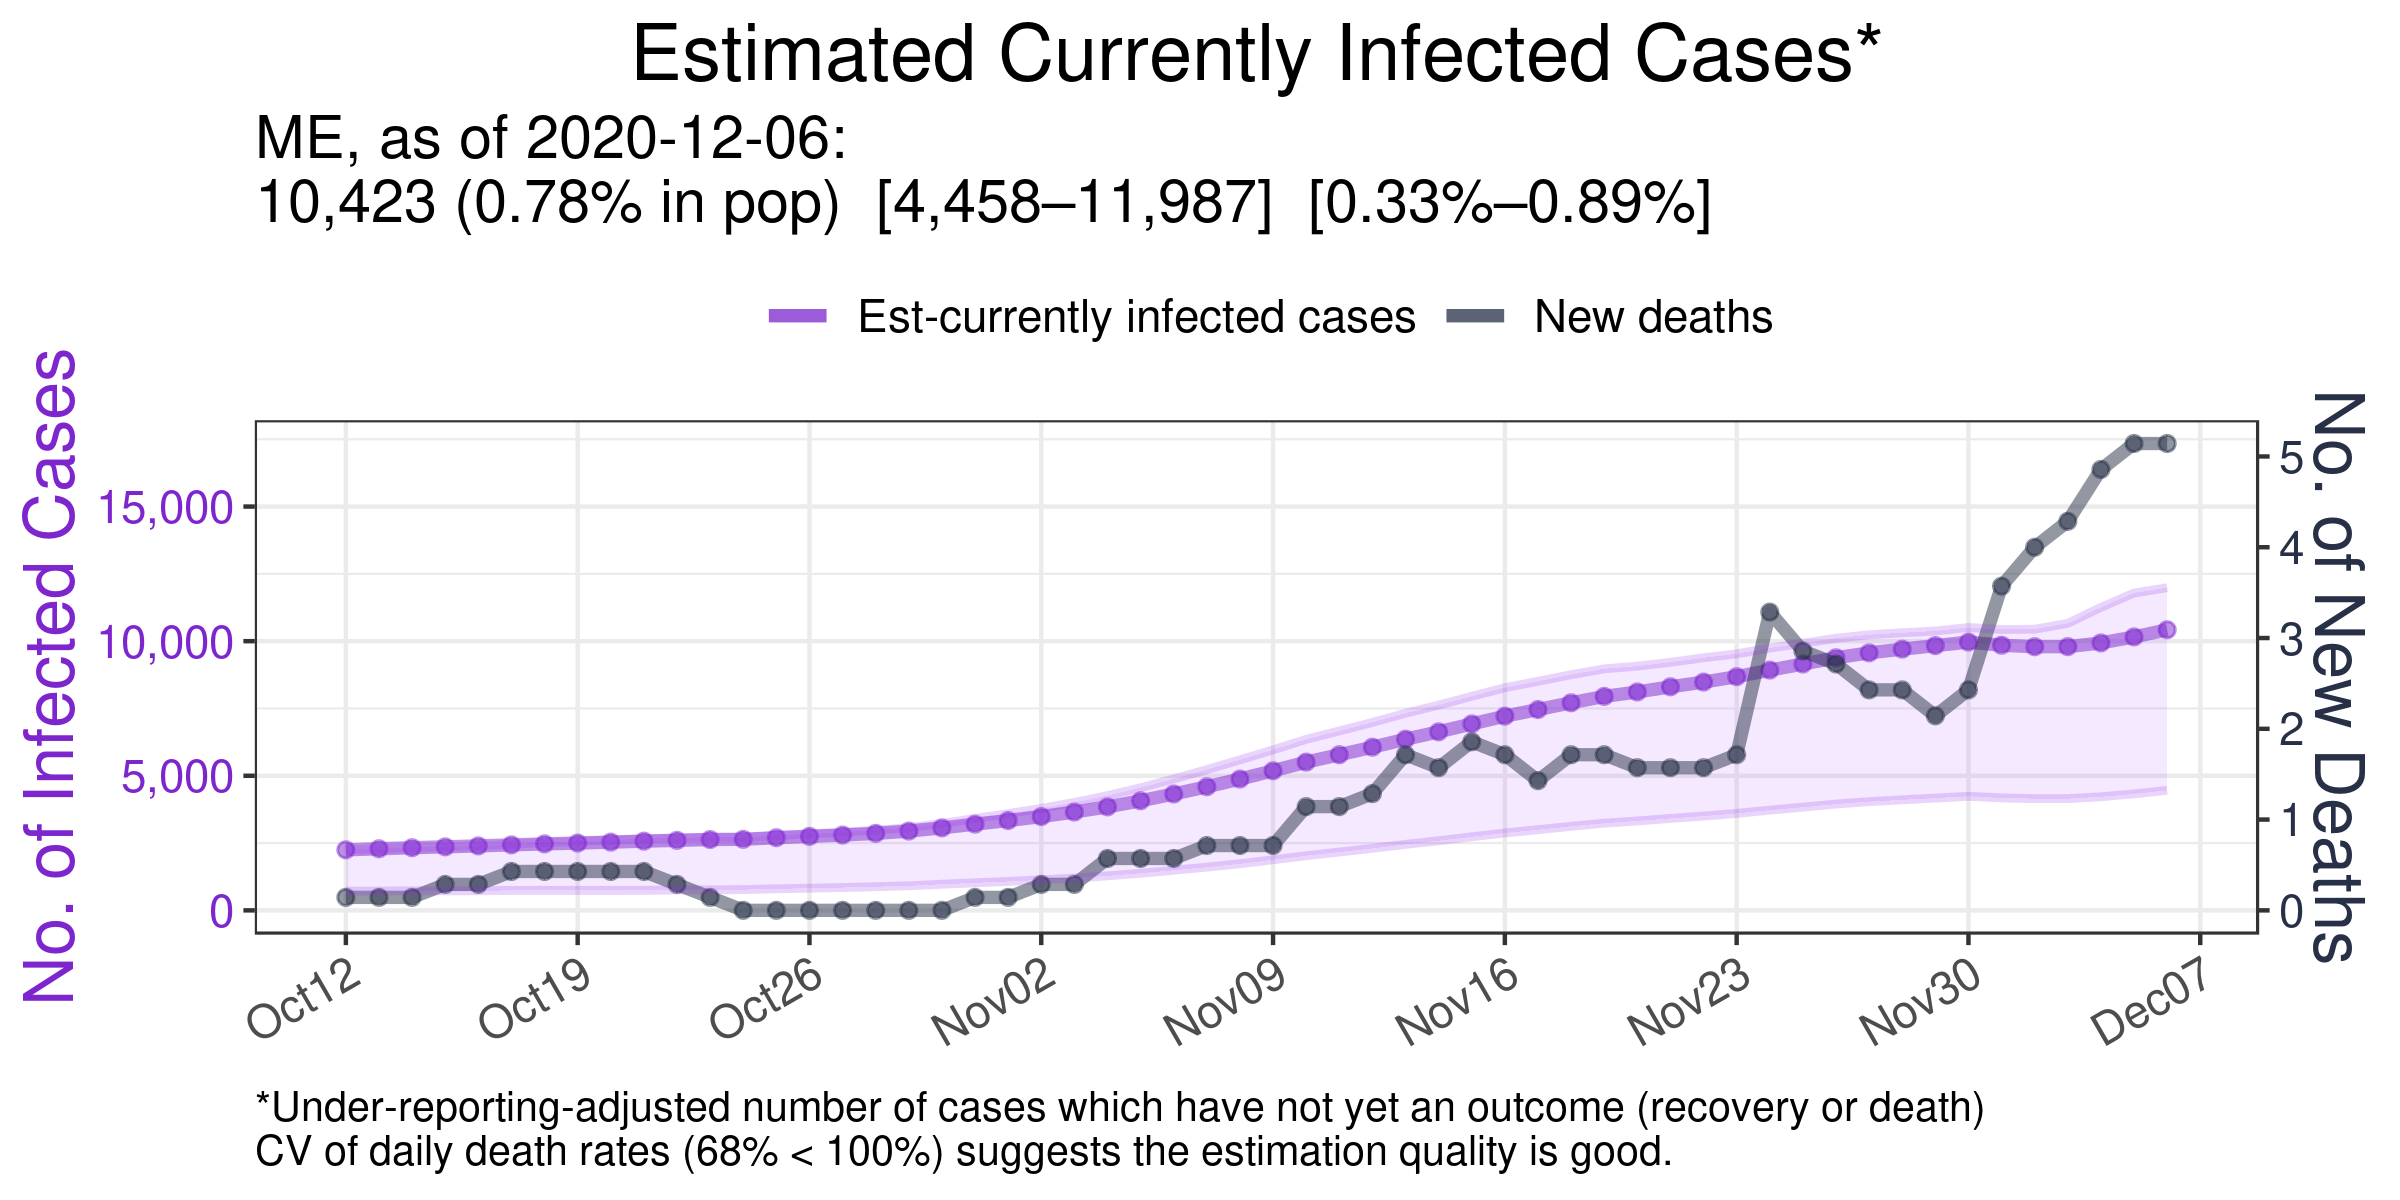 Estimated Currently Infected Cases*
ME, as of 2020-12-06:
10,423 (0.78% in pop)  [4,458–11,987]  [0.33%–0.89%]
Est-currently infected cases
New deaths
No. of Infected Cases
15,000
10,000
5,000
0
No. of New Deaths
5
4
3
2
1
0
Oct12
Oct19
Oct26
Nov02
Nov09
Nov16
Nov23
Nov30
Dec07
*Under-reporting-adjusted number of cases which have not yet an outcome (recovery or death)
CV of daily death rates (68% < 100%) suggests the estimation quality is good.